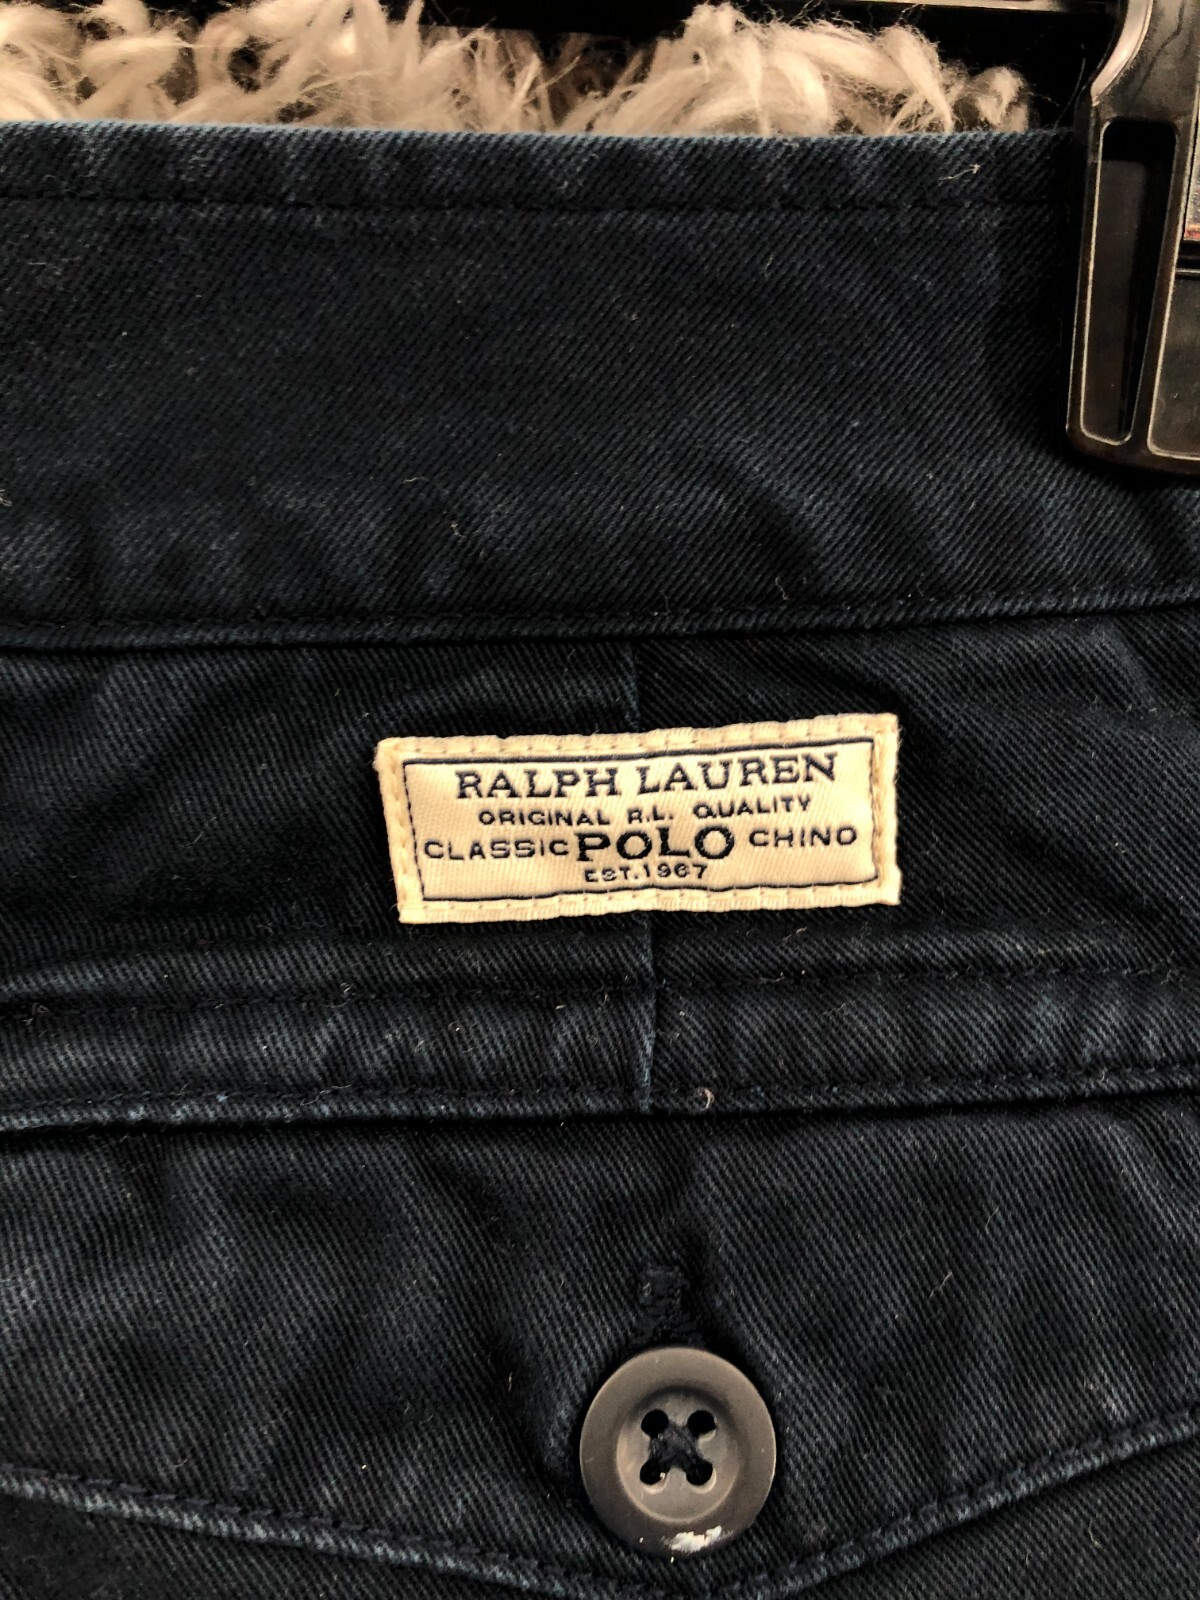 RALPH LAUREN
ORIGINAL R.L. QUALITY
CLASSIC POLO CHINO
EST.1967